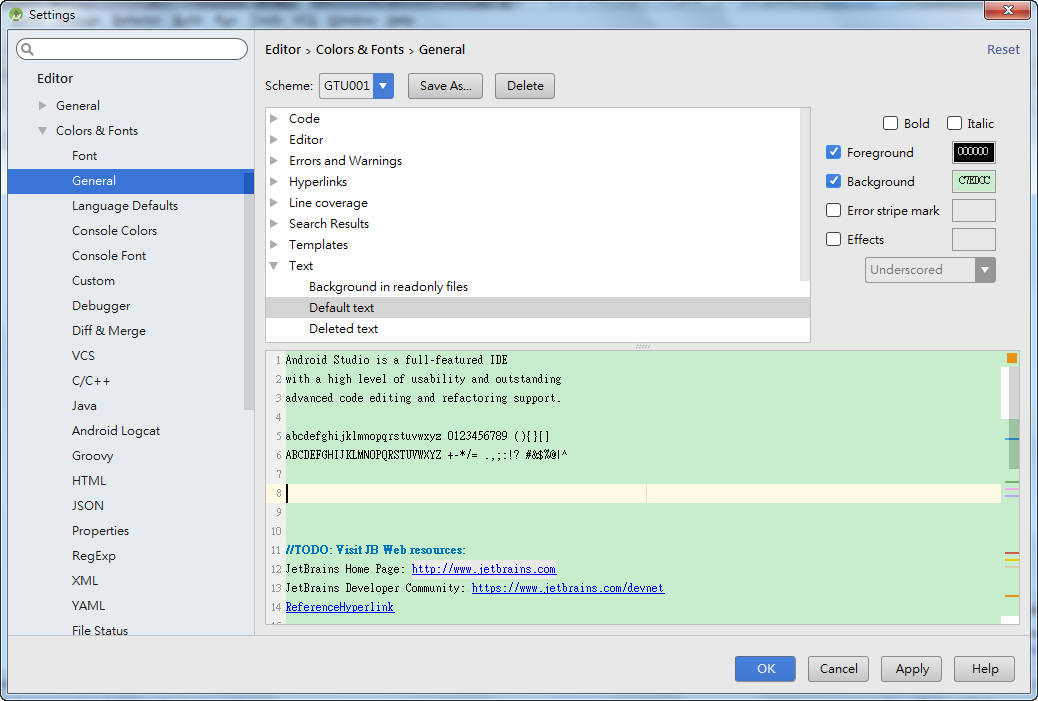 Settings
Editor
General
Colors & Fonts
Font
General
Language Defaults
Console Colors
Console Font
Custom
Debugger
Diff & Merge
VCS
C/C++
Java
Android Logcat
Groovy
HTML
JSON
Properties
RegExp
XML
YAML
File Status
Editor › Colors & Fonts › General
Reset
Scheme: GTU001 Save As... Delete
Code
Editor
Errors and Warnings
Hyperlinks
Line coverage
Search Results
Templates
Text
Background in readonly files
Default text
Deleted text
Bold Italic
Foreground 000000
Background C7EDCC
Error stripe mark
Effects
Underscored
1 Android Studio is a full-featured IDE
2 with a high level of usability and outstanding
3 advanced code editing and refactoring support.
4
5 abcdefghijklmnopqrstuvwxyz 0123456789 (){}[]
6 ABCDEFGHIJKLMNOPQRSTUVWXYZ +-*/= .,;:!? #&$%@|^
7
8
9
10
11 //TODO: Visit JB Web resources:
12 JetBrains Home Page: http://www.jetbrains.com
13 JetBrains Developer Community: https://www.jetbrains.com/devnet
14 ReferenceHyperlink
OK Cancel Apply Help